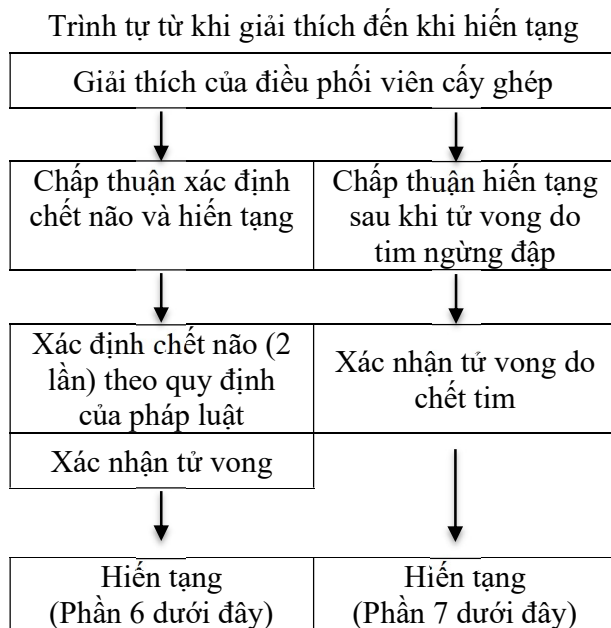 Trình tự từ khi giải thích đến khi hiến tạng
Giải thích của điều phối viên cấy ghép
Chấp thuận xác định
chết não và hiến tạng
Chấp thuận hiến tạng
sau khi tử vong do
tim ngừng đập
Xác định chết não (2
lần) theo quy định
của pháp luật
Xác nhận tử vong do
chết tim
Xác nhận tử vong
Hiến tạng
(Phần 6 dưới đây)
Hiến tạng
(Phần 7 dưới đây)